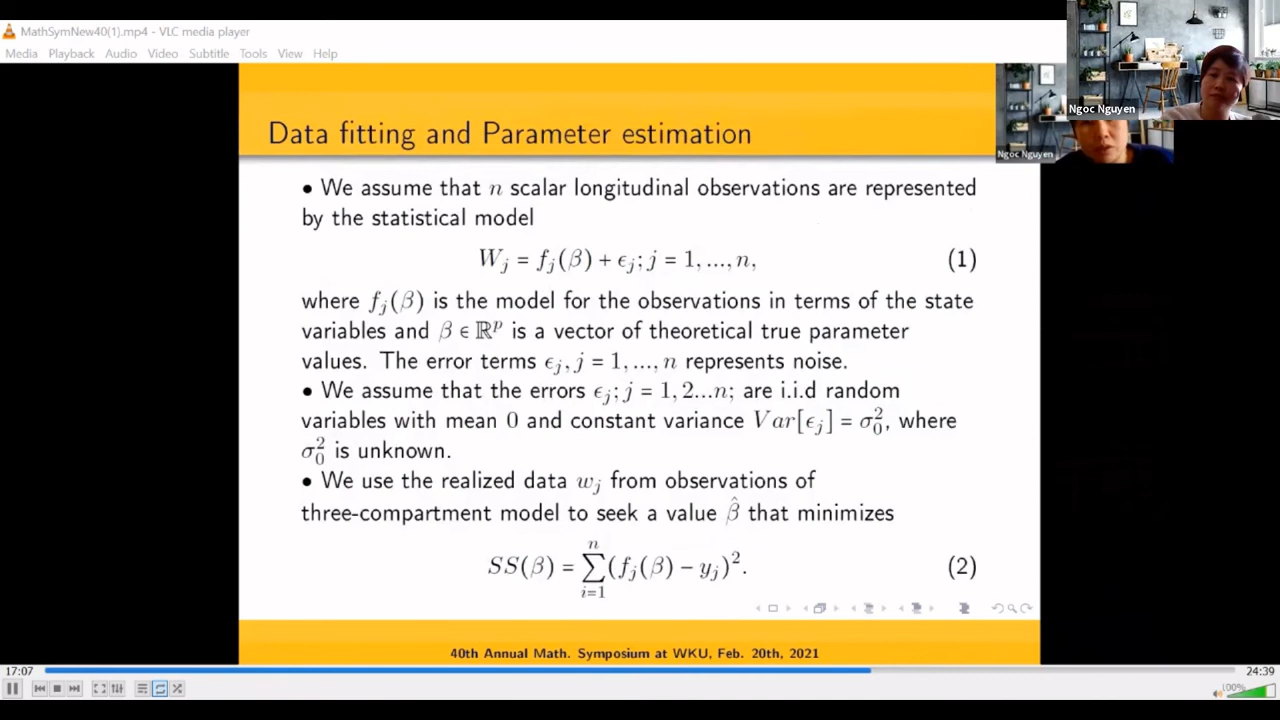 MathSymNew40(1).mp4 - VLC media player
Media Playback Audio Video Subtitle Tools View Help
Ngoc Nguyen
Ngoc Nguyen
Data fitting and Parameter estimation
• We assume that n scalar longitudinal observations are represented
by the statistical model
W_j = f_j(β) + ϵ_j; j = 1, ..., n, (1)
where f_j(β) is the model for the observations in terms of the state
variables and β ∈ ℝ^p is a vector of theoretical true parameter
values. The error terms ϵ_j, j = 1, ..., n represents noise.
• We assume that the errors ϵ_j; j = 1, 2...n; are i.i.d random
variables with mean 0 and constant variance Var[ϵ_j] = σ_0^2, where
σ_0^2 is unknown.
• We use the realized data w_j from observations of
three-compartment model to seek a value β̂ that minimizes
SS(β) = ∑_{i=1}^{n} (f_j(β) − y_j)^2. (2)
40th Annual Math. Symposium at WKU, Feb. 20th, 2021
17:07 24:39
100%